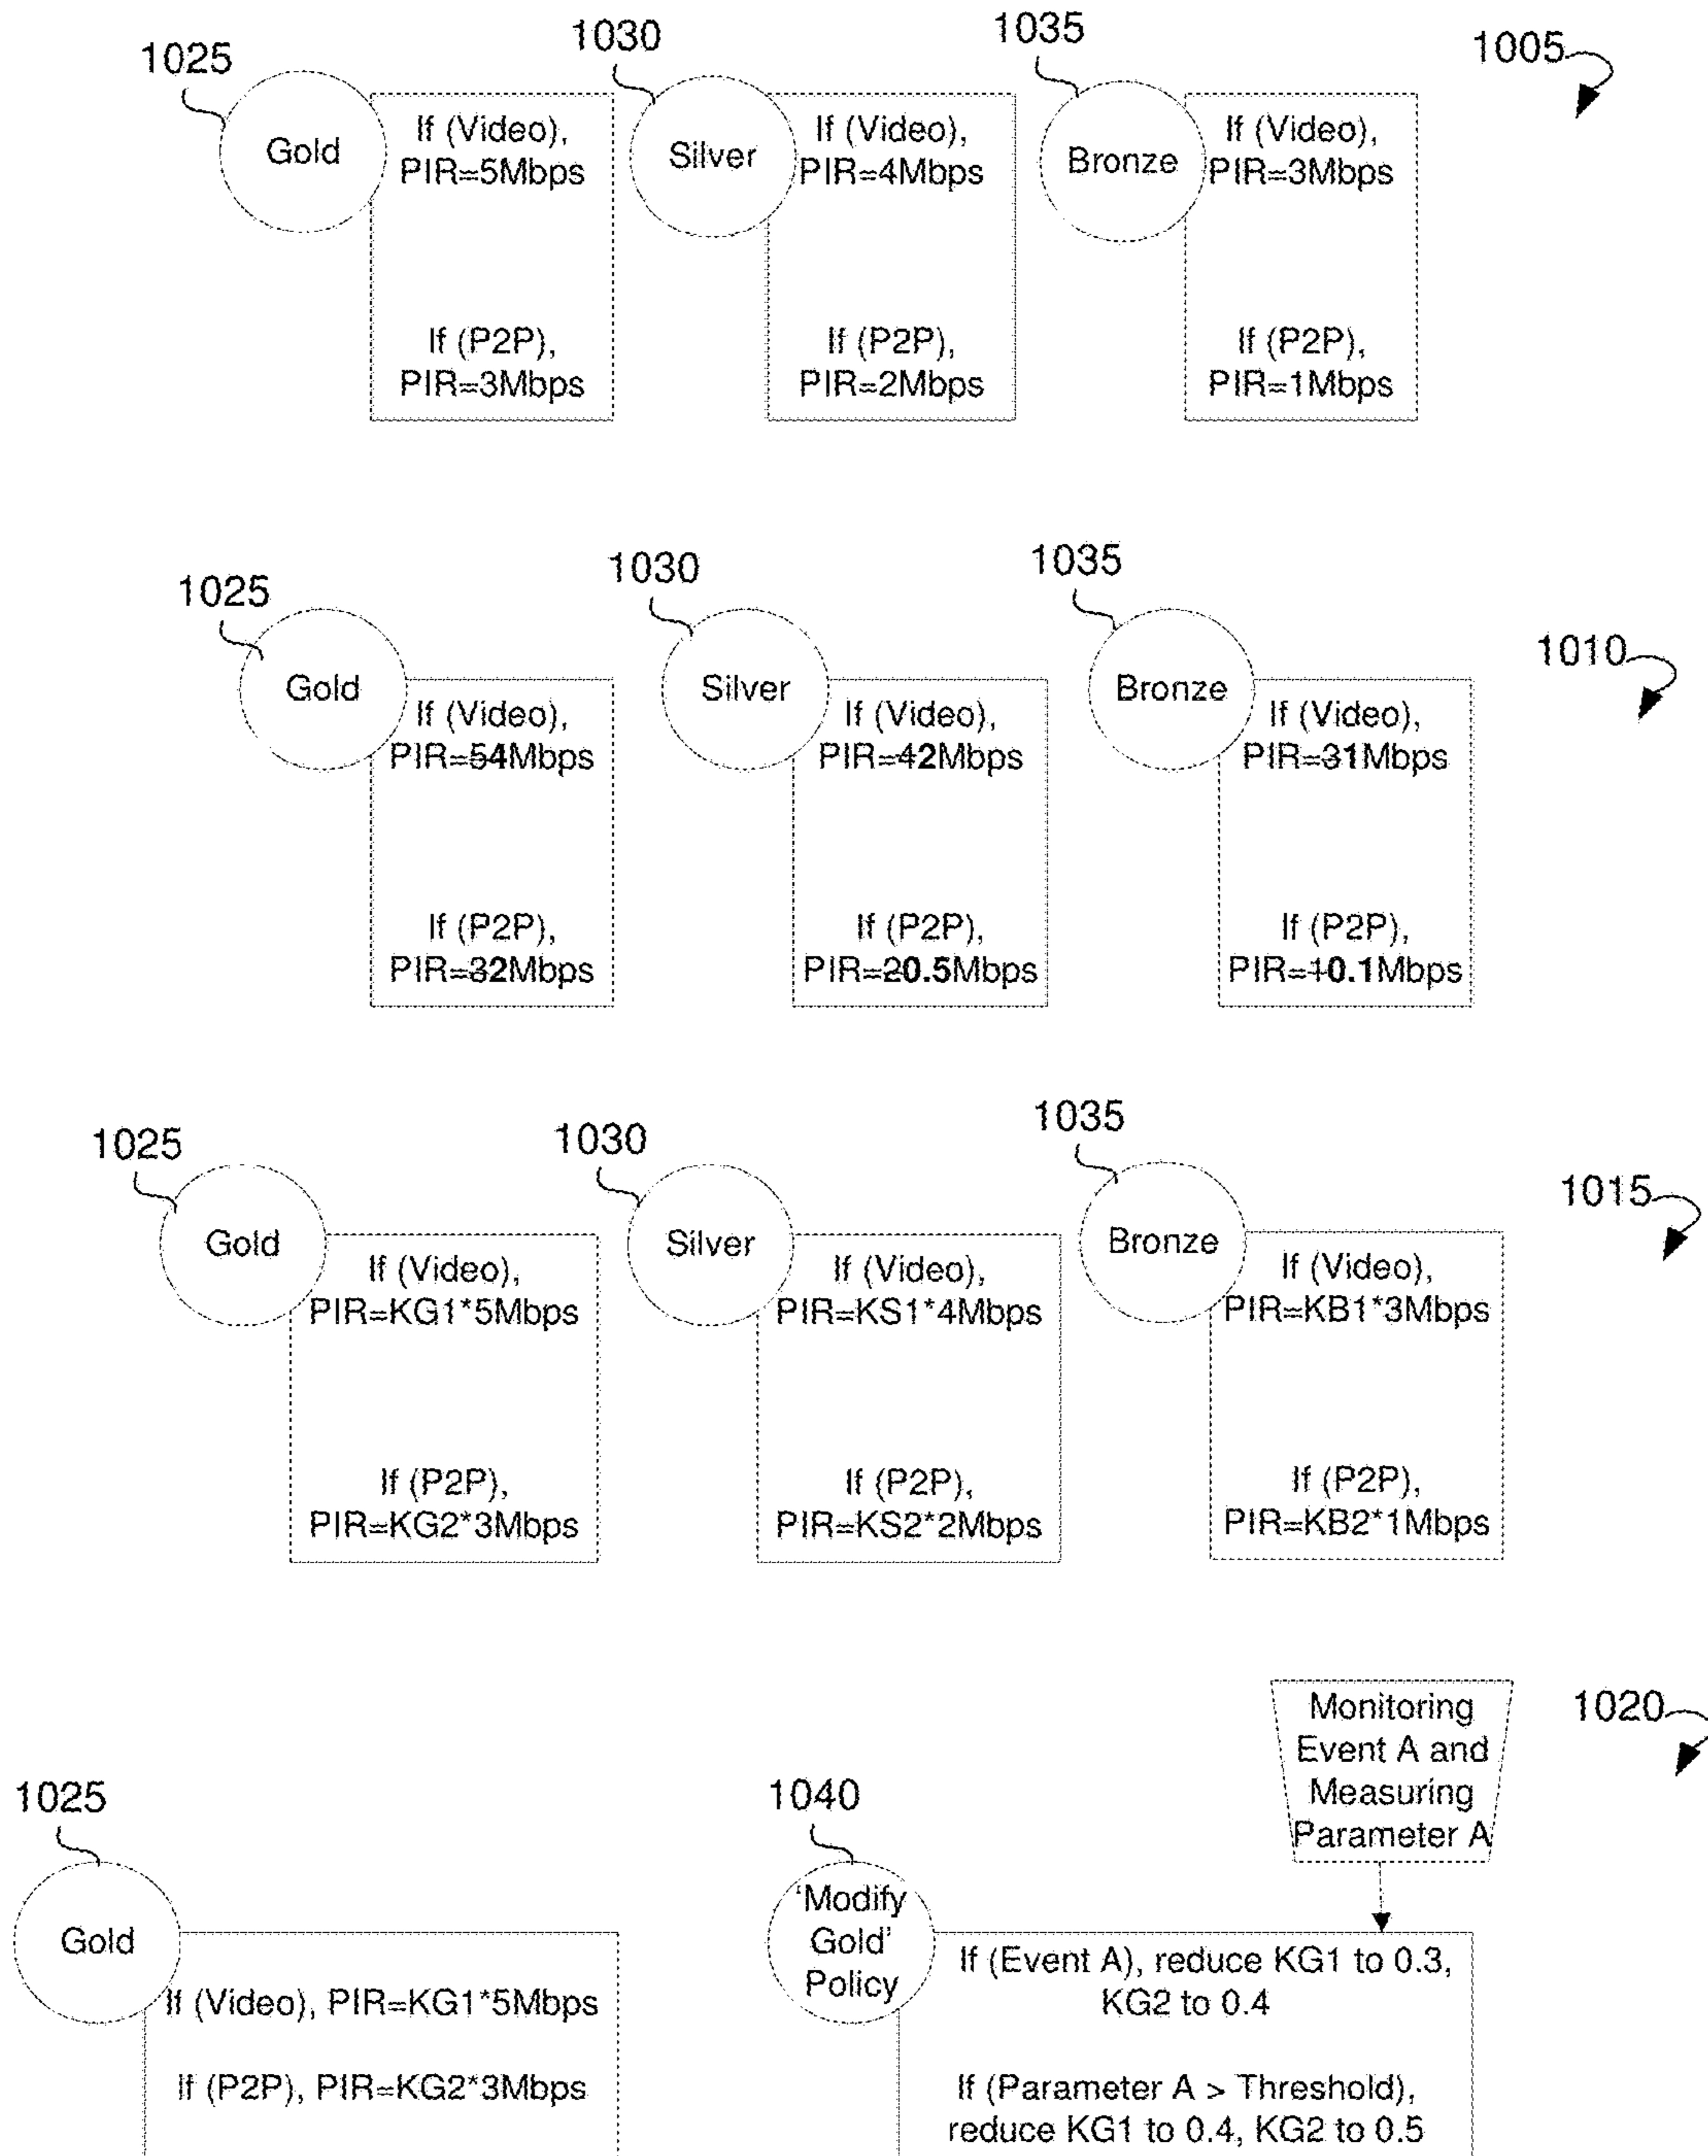 1025
1030
1035
1005
Gold
If (Video),
PIR=5Mbps
If (P2P),
PIR=3Mbps
Silver
If (Video),
PIR=4Mbps
If (P2P),
PIR=2Mbps
Bronze
If (Video),
PIR=3Mbps
If (P2P),
PIR=1Mbps
1025
1030
1035
1010
Gold
If (Video),
PIR=54Mbps
If (P2P),
PIR=32Mbps
Silver
If (Video),
PIR=42Mbps
If (P2P),
PIR=20.5Mbps
Bronze
If (Video),
PIR=31Mbps
If (P2P),
PIR=10.1Mbps
1025
1030
1035
1015
Gold
If (Video),
PIR=KG1*5Mbps
If (P2P),
PIR=KG2*3Mbps
Silver
If (Video),
PIR=KS1*4Mbps
If (P2P),
PIR=KS2*2Mbps
Bronze
If (Video),
PIR=KB1*3Mbps
If (P2P),
PIR=KB2*1Mbps
1020
Monitoring
Event A and
Measuring
Parameter A
1025
Gold
If (Video), PIR=KG1*5Mbps
If (P2P), PIR=KG2*3Mbps
1040
'Modify
Gold'
Policy
If (Event A), reduce KG1 to 0.3,
KG2 to 0.4
If (Parameter A > Threshold),
reduce KG1 to 0.4, KG2 to 0.5